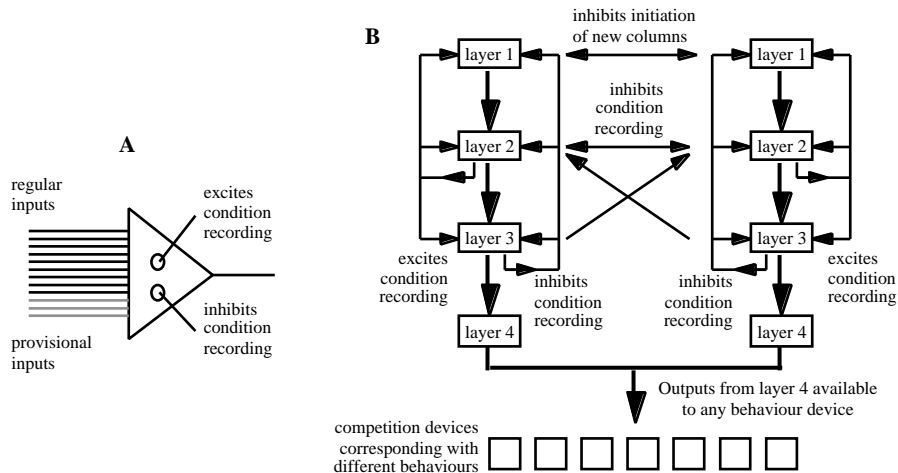 A
regular
inputs
excites
condition
recording
inhibits
condition
recording
provisional
inputs
B
inhibits initiation
of new columns
layer 1
layer 1
inhibits
condition
recording
layer 2
layer 2
layer 3
layer 3
excites
condition
recording
inhibits
condition
recording
inhibits
condition
recording
excites
condition
recording
layer 4
layer 4
Outputs from layer 4 available
to any behaviour device
competition devices
corresponding with
different behaviours